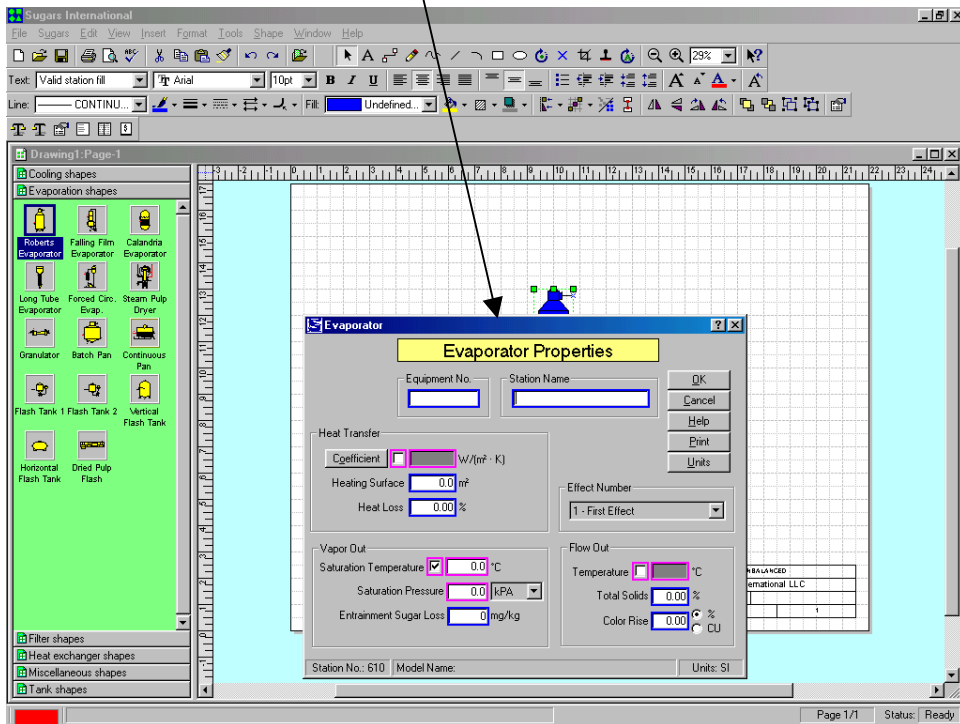 Sugars International
File Sugars Edit View Insert Format Tools Shape Window Help
29%
Text: Valid station fill Arial 10pt B I U
Line: CONTINU... Fill: Undefined...
Drawing1:Page-1
Cooling shapes
Evaporation shapes
Roberts Evaporator
Falling Film Evaporator
Calandria Evaporator
Long Tube Evaporator
Forced Circ. Evap.
Steam Pulp Dryer
Granulator
Batch Pan
Continuous Pan
Flash Tank 1
Flash Tank 2
Vertical Flash Tank
Horizontal Flash Tank
Dried Pulp Flash
Filter shapes
Heat exchanger shapes
Miscellaneous shapes
Tank shapes
Evaporator
Evaporator Properties
Equipment No.
Station Name
OK
Cancel
Help
Print
Units
Heat Transfer
Coefficient W/(m² · K)
Heating Surface 0.0 m²
Heat Loss 0.00 %
Effect Number
1 - First Effect
Vapor Out
Saturation Temperature 0.0 °C
Saturation Pressure 0.0 kPA
Entrainment Sugar Loss 0 mg/kg
Flow Out
Temperature °C
Total Solids 0.00 %
Color Rise 0.00 %
CU
Station No.: 610 Model Name: Units: SI
NBALANCED
ernational LLC
1
Page 1/1 Status: Ready